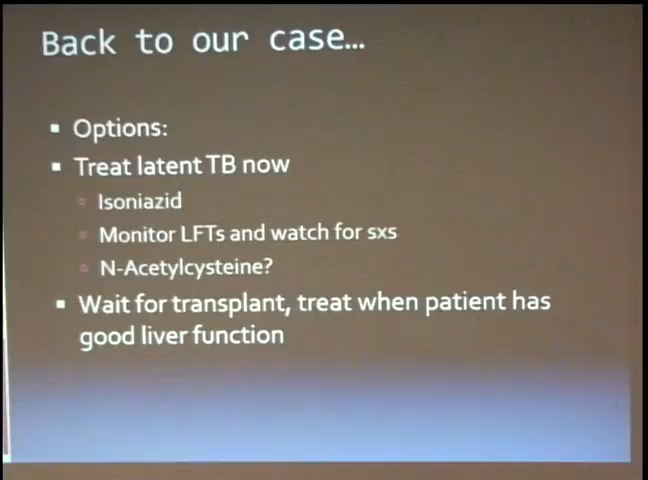 Back to our case…
Options:
Treat latent TB now
Isoniazid
Monitor LFTs and watch for sxs
N-Acetylcysteine?
Wait for transplant, treat when patient has
good liver function